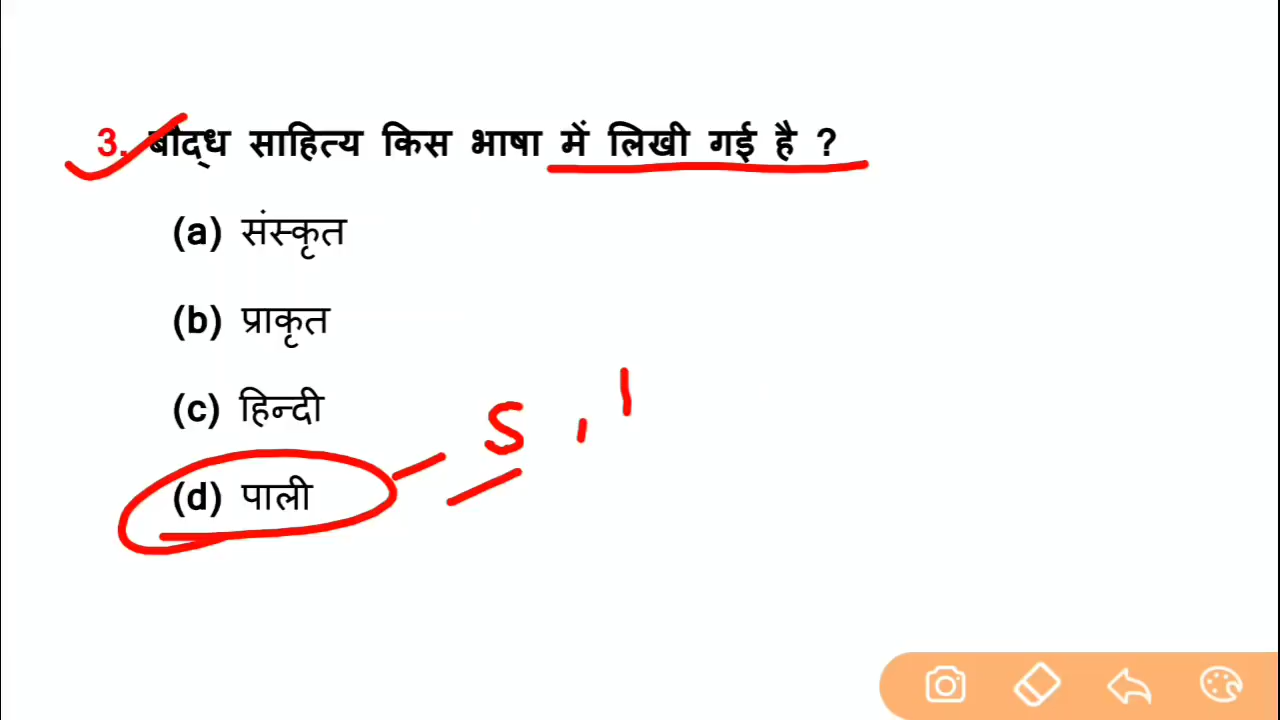 3. बौद्ध साहित्य किस भाषा में लिखी गई है ?
(a) संस्कृत
(b) प्राकृत
(c) हिन्दी
(d) पाली
S , I